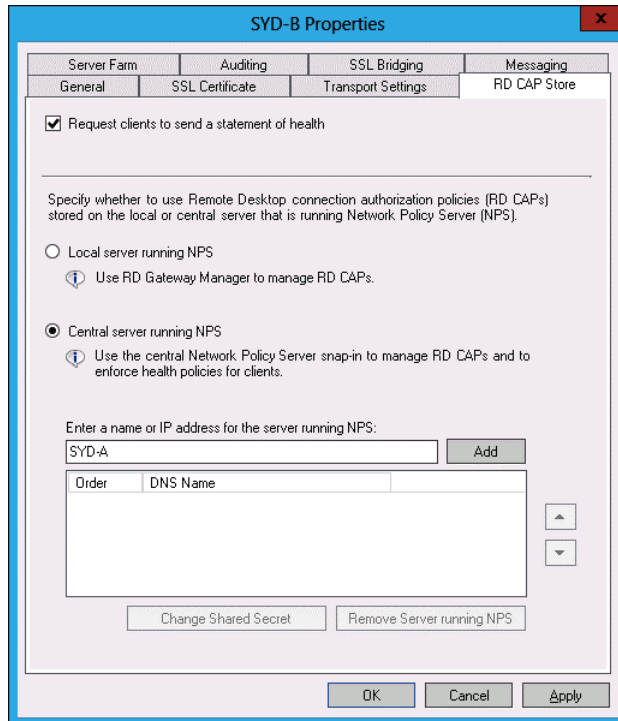 SYD-B Properties
x
Server Farm
Auditing
SSL Bridging
Messaging
General
SSL Certificate
Transport Settings
RD CAP Store
Request clients to send a statement of health
Specify whether to use Remote Desktop connection authorization policies (RD CAPs)
stored on the local or central server that is running Network Policy Server (NPS).
Local server running NPS
Use RD Gateway Manager to manage RD CAPs.
Central server running NPS
Use the central Network Policy Server snap-in to manage RD CAPs and to
enforce health policies for clients.
Enter a name or IP address for the server running NPS:
SYD-A
Add
Order
DNS Name
Change Shared Secret
Remove Server running NPS
OK
Cancel
Apply